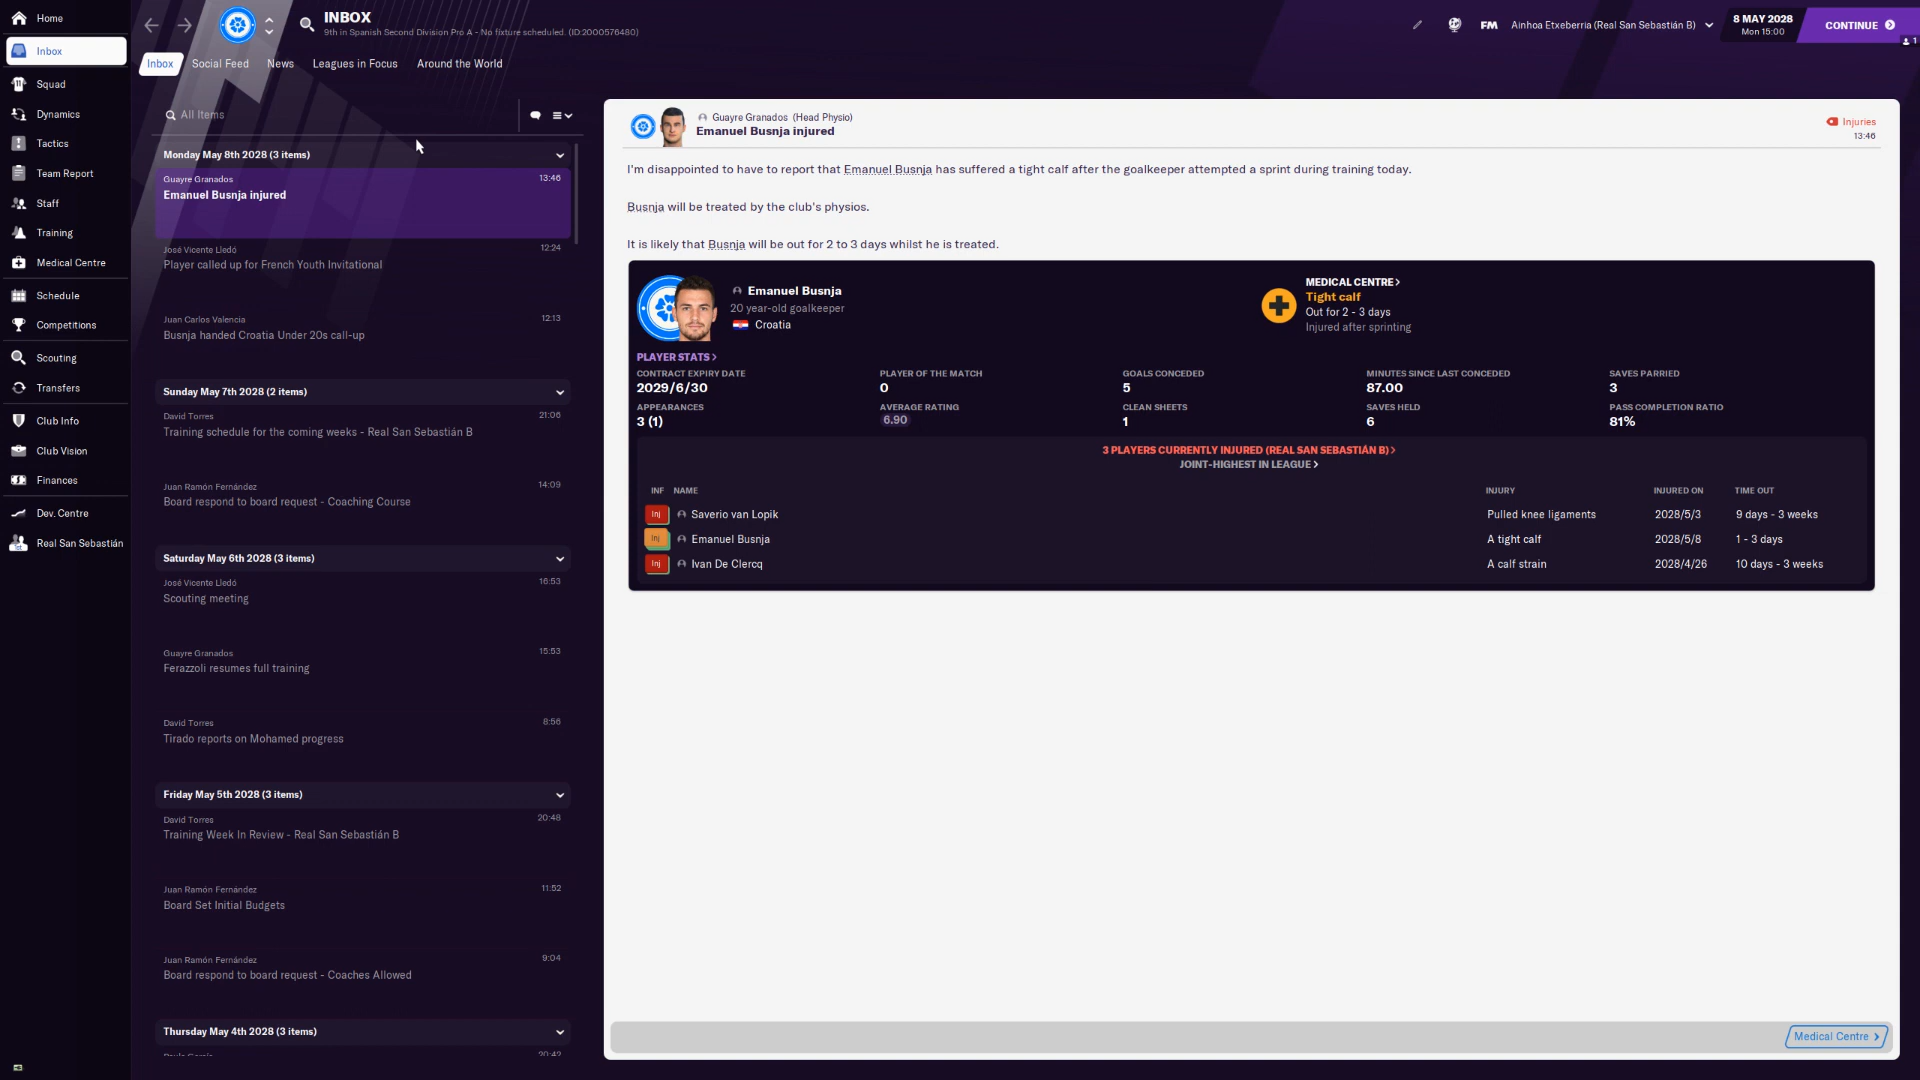 Home
Inbox
Squad
Dynamics
Tactics
Team Report
Staff
Training
Medical Centre
Schedule
Competitions
Scouting
Transfers
Club Info
Club Vision
Finances
Dev. Centre
Real San Sebastián
INBOX
9th in Spanish Second Division Pro A - No fixture scheduled. (ID:2000576480)
FM
Ainhoa Etxeberria (Real San Sebastián B)
8 MAY 2028
Mon 15:00
CONTINUE
1
Inbox
Social Feed
News
Leagues in Focus
Around the World
All Items
Monday May 8th 2028 (3 items)
Guayre Granados 13:46
Emanuel Busnja injured
José Vicente Lledó 12:24
Player called up for French Youth Invitational
Juan Carlos Valencia 12:13
Busnja handed Croatia Under 20s call-up
Sunday May 7th 2028 (2 items)
David Torres 21:06
Training schedule for the coming weeks - Real San Sebastián B
Juan Ramón Fernández 14:09
Board respond to board request - Coaching Course
Saturday May 6th 2028 (3 items)
José Vicente Lledó 16:53
Scouting meeting
Guayre Granados 15:53
Ferazzoli resumes full training
David Torres 8:56
Tirado reports on Mohamed progress
Friday May 5th 2028 (3 items)
David Torres 20:48
Training Week In Review - Real San Sebastián B
Juan Ramón Fernández 11:52
Board Set Initial Budgets
Juan Ramón Fernández 9:04
Board respond to board request - Coaches Allowed
Thursday May 4th 2028 (3 items)
Guayre Granados (Head Physio)
Emanuel Busnja injured
Injuries
13:46
I'm disappointed to have to report that Emanuel Busnja has suffered a tight calf after the goalkeeper attempted a sprint during training today.
Busnja will be treated by the club's physios.
It is likely that Busnja will be out for 2 to 3 days whilst he is treated.
Emanuel Busnja
20 year-old goalkeeper
Croatia
MEDICAL CENTRE >
Tight calf
Out for 2 - 3 days
Injured after sprinting
PLAYER STATS >
CONTRACT EXPIRY DATE PLAYER OF THE MATCH GOALS CONCEDED MINUTES SINCE LAST CONCEDED SAVES PARRIED
2029/6/30 0 5 87.00 3
APPEARANCES AVERAGE RATING CLEAN SHEETS SAVES HELD PASS COMPLETION RATIO
3 (1) 6.90 1 6 81%
3 PLAYERS CURRENTLY INJURED (REAL SAN SEBASTIÁN B) >
JOINT-HIGHEST IN LEAGUE >
INF NAME INJURY INJURED ON TIME OUT
Inj Saverio van Lopik Pulled knee ligaments 2028/5/3 9 days - 3 weeks
Inj Emanuel Busnja A tight calf 2028/5/8 1 - 3 days
Inj Ivan De Clercq A calf strain 2028/4/26 10 days - 3 weeks
Medical Centre >